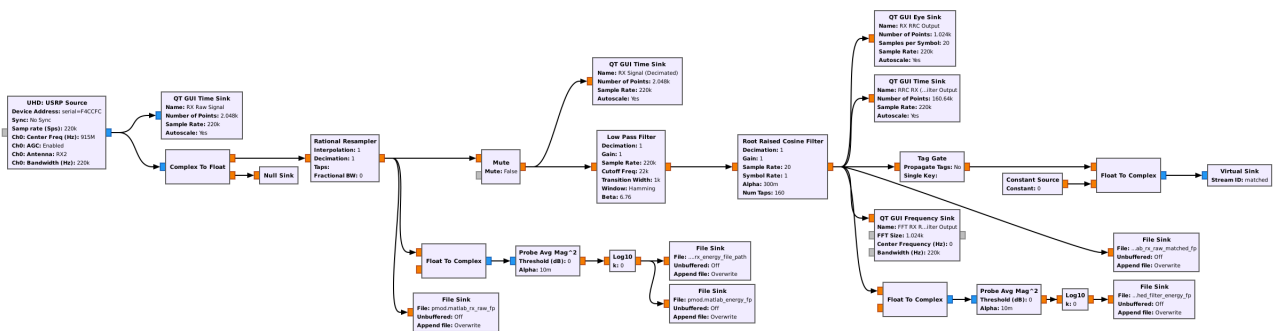 UHD: USRP Source
Device Address: serial=F4CCFC
Sync: No Sync
Samp rate (Sps): 220k
Ch0: Center Freq (Hz): 915M
Ch0: AGC: Enabled
Ch0: Antenna: RX2
Ch0: Bandwidth (Hz): 220k
QT GUI Time Sink
Name: RX Raw Signal
Number of Points: 2.048k
Sample Rate: 220k
Autoscale: Yes
Complex To Float
Null Sink
Rational Resampler
Interpolation: 1
Decimation: 1
Taps:
Fractional BW: 0
Mute
Mute: False
QT GUI Time Sink
Name: RX Signal (Decimated)
Number of Points: 2.048k
Sample Rate: 220k
Autoscale: Yes
Low Pass Filter
Decimation: 1
Gain: 1
Sample Rate: 220k
Cutoff Freq: 22k
Transition Width: 1k
Window: Hamming
Beta: 6.76
Root Raised Cosine Filter
Decimation: 1
Gain: 1
Sample Rate: 20
Symbol Rate: 1
Alpha: 300m
Num Taps: 160
QT GUI Eye Sink
Name: RX RRC Output
Number of Points: 1.024k
Samples per Symbol: 20
Sample Rate: 220k
Autoscale: Yes
QT GUI Time Sink
Name: RRC RX (...ilter Output
Number of Points: 160.64k
Sample Rate: 220k
Autoscale: Yes
Tag Gate
Propagate Tags: No
Single Key:
Constant Source
Constant: 0
Float To Complex
Virtual Sink
Stream ID: matched
QT GUI Frequency Sink
Name: FFT RX R...ilter Output
FFT Size: 1.024k
Center Frequency (Hz): 0
Bandwidth (Hz): 220k
File Sink
File: ...ab_rx_raw_matched_fp
Unbuffered: Off
Append file: Overwrite
Float To Complex
Probe Avg Mag^2
Threshold (dB): 0
Alpha: 10m
Log10
k: 0
File Sink
File: ...rx_energy_file_path
Unbuffered: Off
Append file: Overwrite
File Sink
File: pmod.matlab_energy_fp
Unbuffered: Off
Append file: Overwrite
File Sink
File: pmod.matlab_rx_raw_fp
Unbuffered: Off
Append file: Overwrite
Float To Complex
Probe Avg Mag^2
Threshold (dB): 0
Alpha: 10m
Log10
k: 0
File Sink
File: ...hed_filter_energy_fp
Unbuffered: Off
Append file: Overwrite